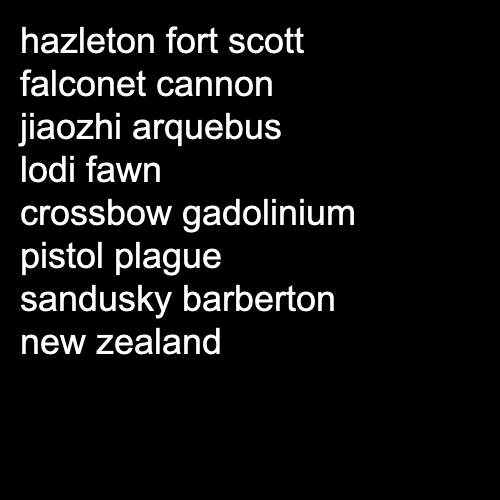 hazleton fort scott
falconet cannon
jiaozhi arquebus
lodi fawn
crossbow gadolinium
pistol plague
sandusky barberton
new zealand